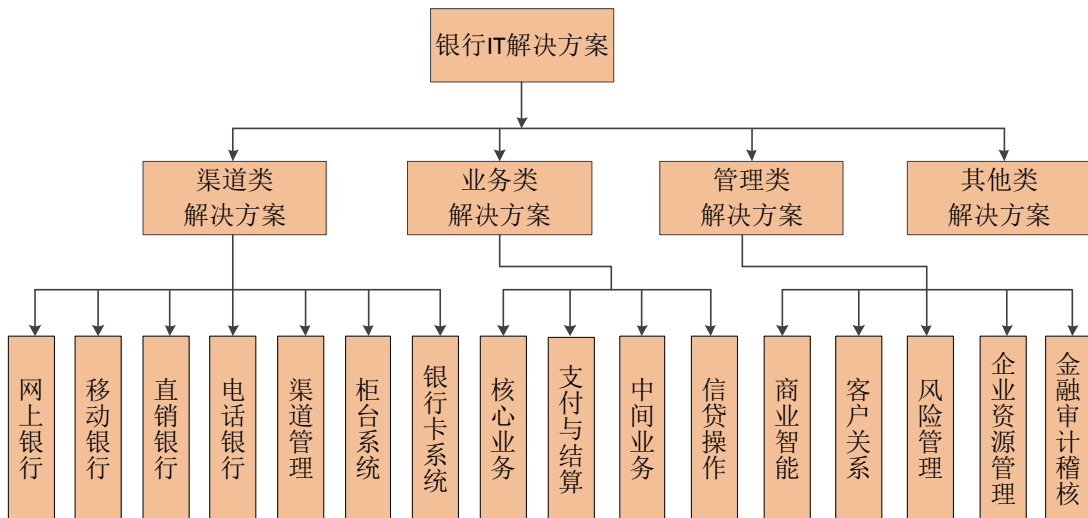 银行IT解决方案
渠道类
解决方案
业务类
解决方案
管理类
解决方案
其他类
解决方案
网上银行
移动银行
直销银行
电话银行
渠道管理
柜台系统
银行卡系统
核心业务
支付与结算
中间业务
信贷操作
商业智能
客户关系
风险管理
企业资源管理
金融审计稽核